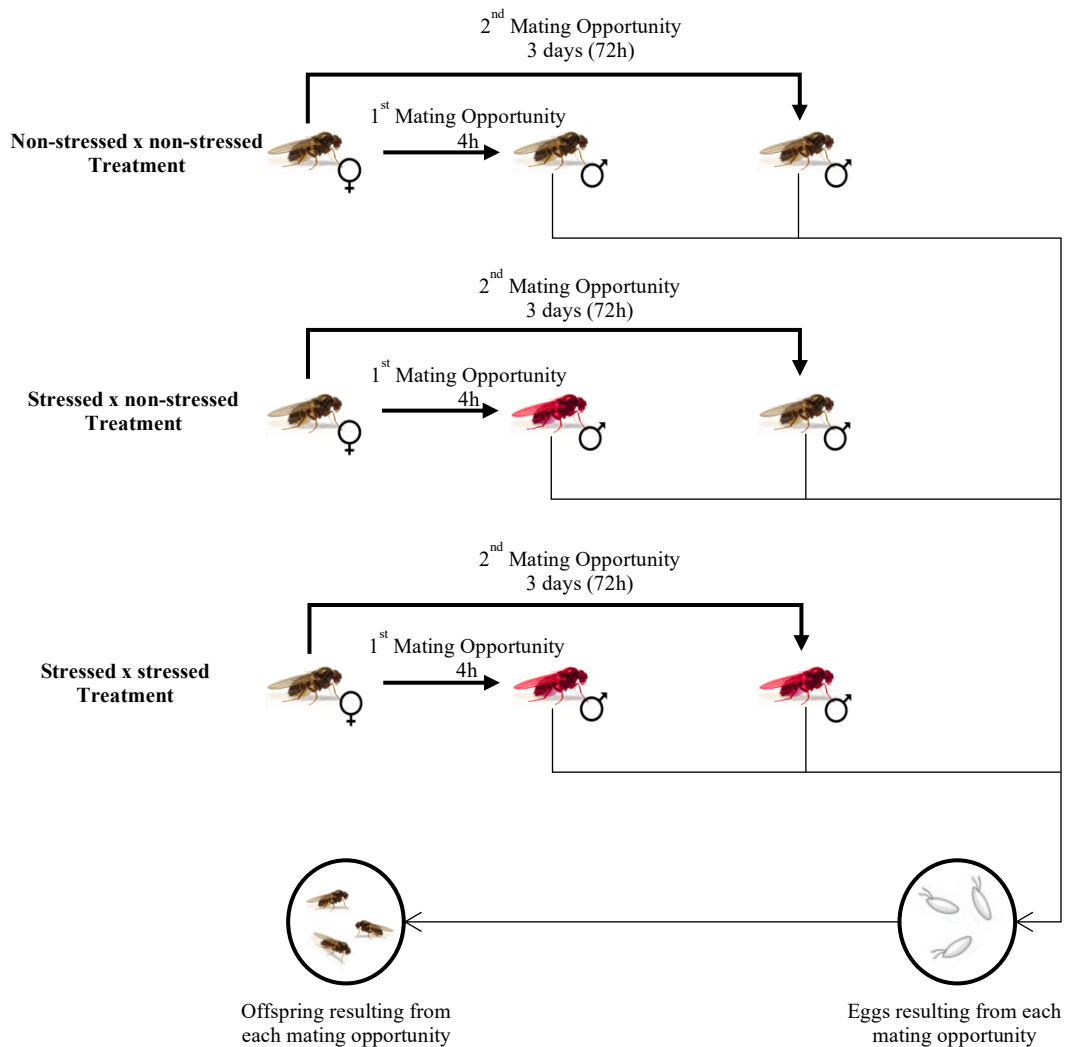 2nd Mating Opportunity
3 days (72h)
1st Mating Opportunity
4h
Non-stressed x non-stressed
Treatment
♀
♂
♂
2nd Mating Opportunity
3 days (72h)
1st Mating Opportunity
4h
Stressed x non-stressed
Treatment
♀
♂
♂
2nd Mating Opportunity
3 days (72h)
1st Mating Opportunity
4h
Stressed x stressed
Treatment
♀
♂
♂
Offspring resulting from
each mating opportunity
Eggs resulting from each
mating opportunity